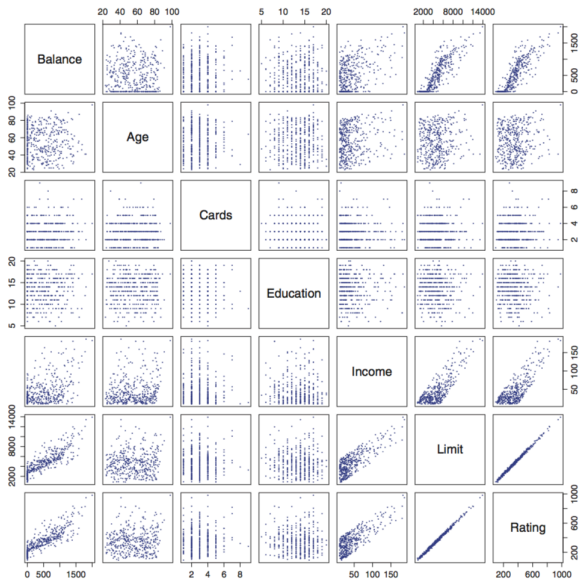 20 40 60 80 100
5 10 15 20
2000 6000 14000
Balance
0 500 1500
20 40 60 80 100
Age
Cards
2 4 6 8
5 10 15 20
Education
Income
50 100 150
2000 8000 14000
Limit
Rating
200 600 1000
0 500 1500
2 4 6 8
50 100 150
200 600 1000